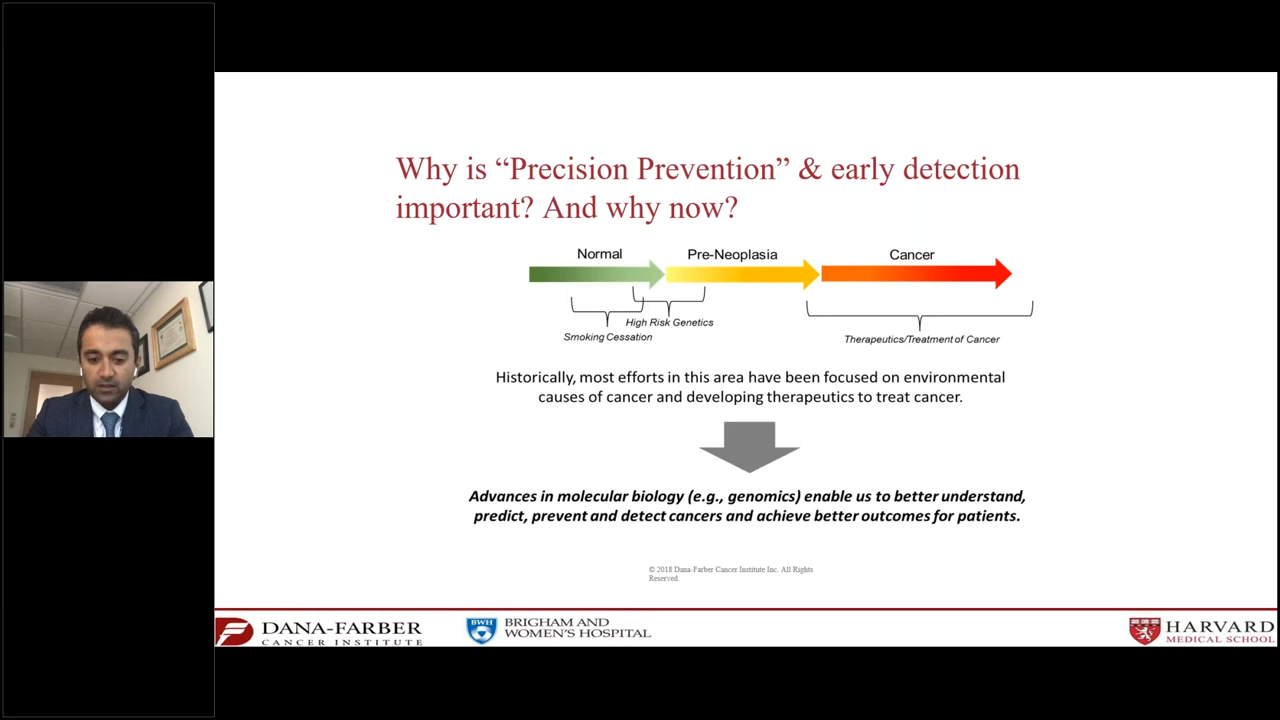 Why is “Precision Prevention” & early detection
important? And why now?
Normal
Pre-Neoplasia
Cancer
High Risk Genetics
Smoking Cessation
Therapeutics/Treatment of Cancer
Historically, most efforts in this area have been focused on environmental
causes of cancer and developing therapeutics to treat cancer.
Advances in molecular biology (e.g., genomics) enable us to better understand,
predict, prevent and detect cancers and achieve better outcomes for patients.
© 2018 Dana-Farber Cancer Institute Inc. All Rights
Reserved.
DANA-FARBER
CANCER INSTITUTE
BWH
BRIGHAM AND
WOMEN'S HOSPITAL
HARVARD
MEDICAL SCHOOL